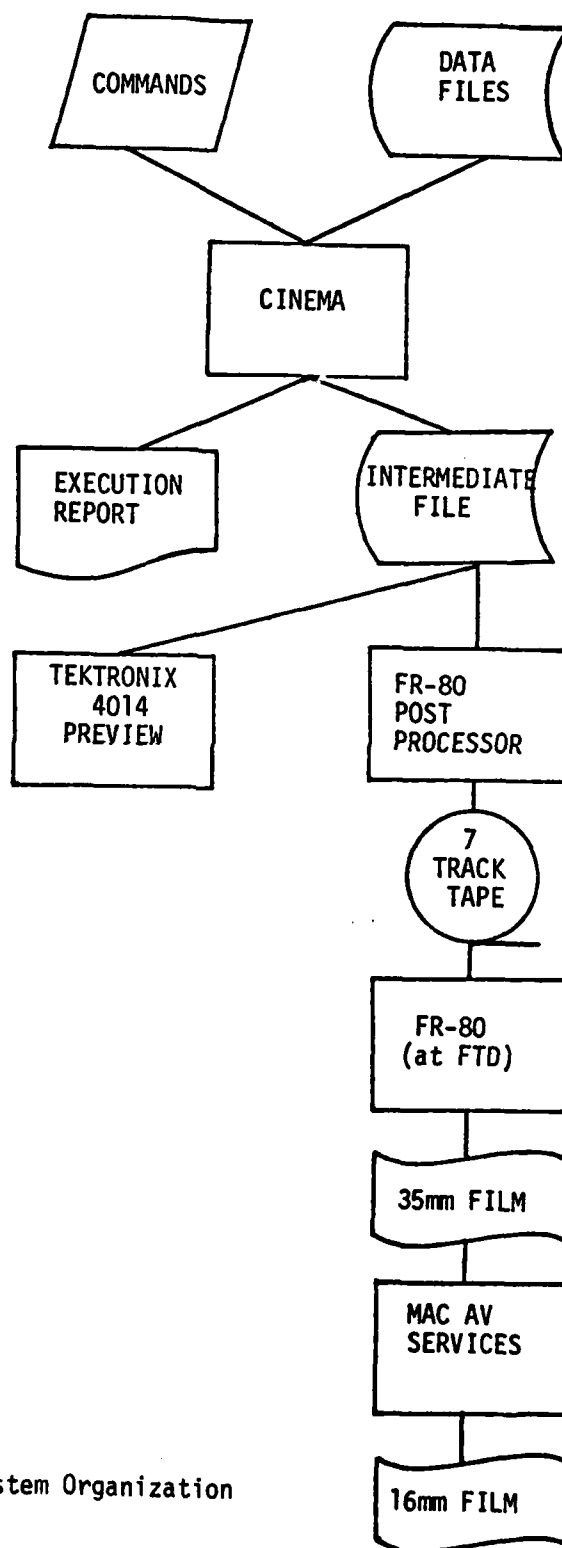 COMMANDS
DATA
FILES
CINEMA
EXECUTION
REPORT
INTERMEDIATE
FILE
TEKTRONIX
4014
PREVIEW
FR-80
POST
PROCESSOR
7
TRACK
TAPE
FR-80
(at FTD)
35mm FILM
MAC AV
SERVICES
stem Organization
16mm FILM